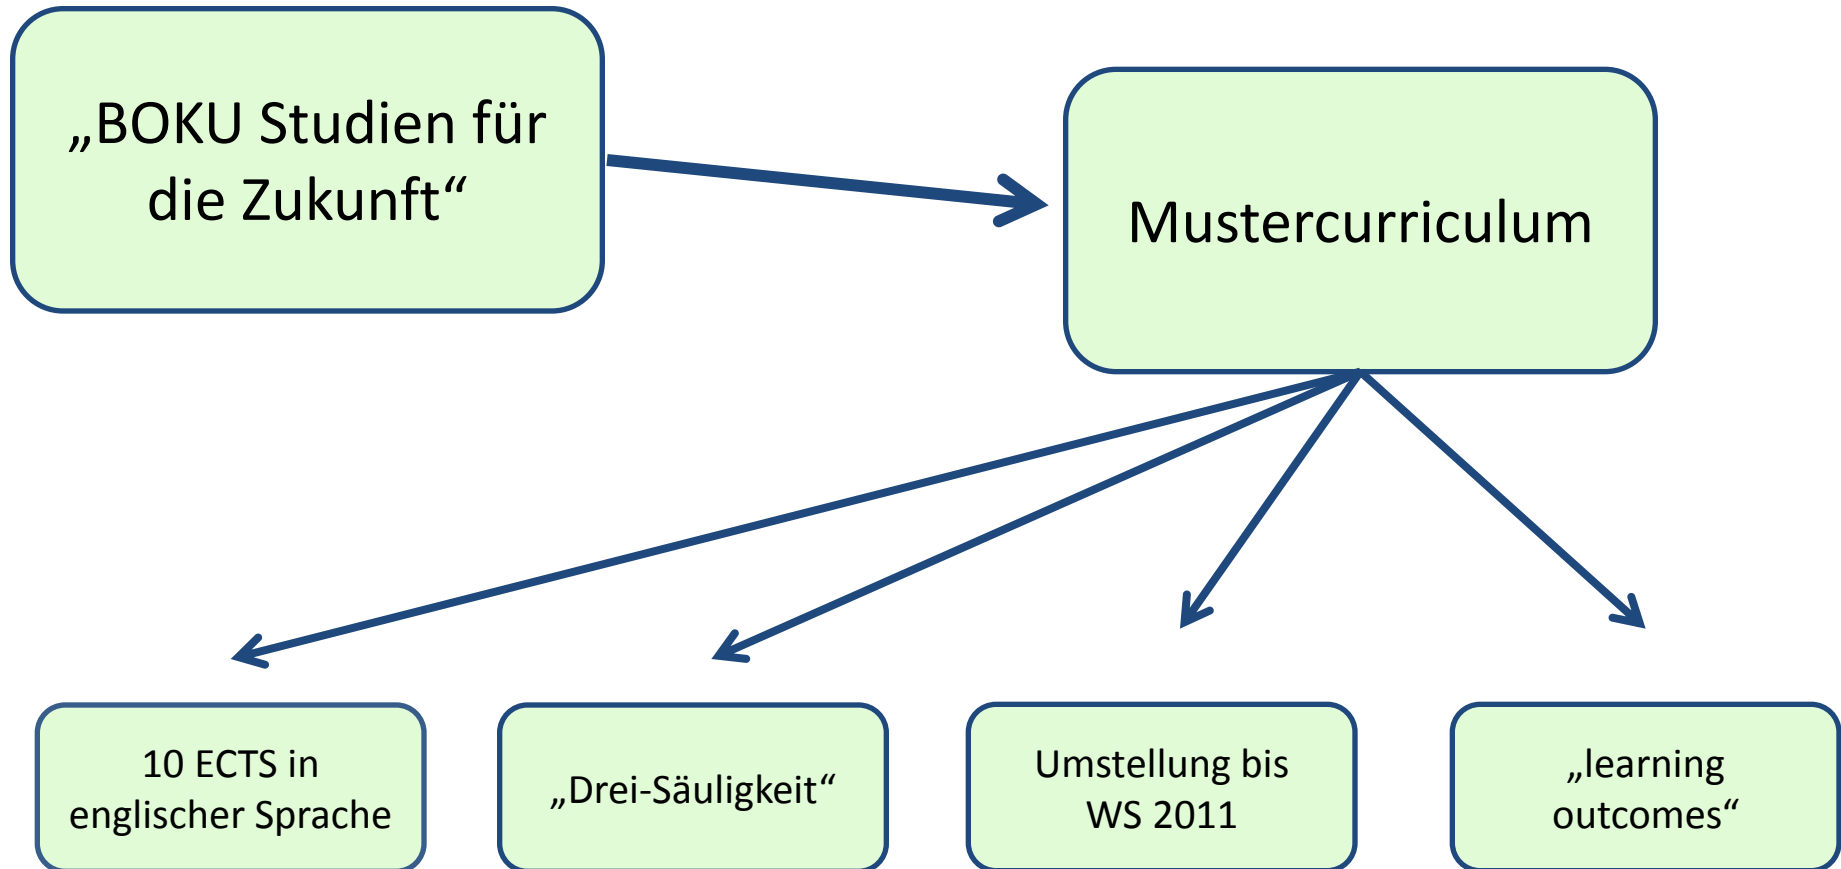 „BOKU Studien für
die Zukunft“
Mustercurriculum
10 ECTS in
englischer Sprache
„Drei-Säuligkeit“
Umstellung bis
WS 2011
„learning
outcomes“